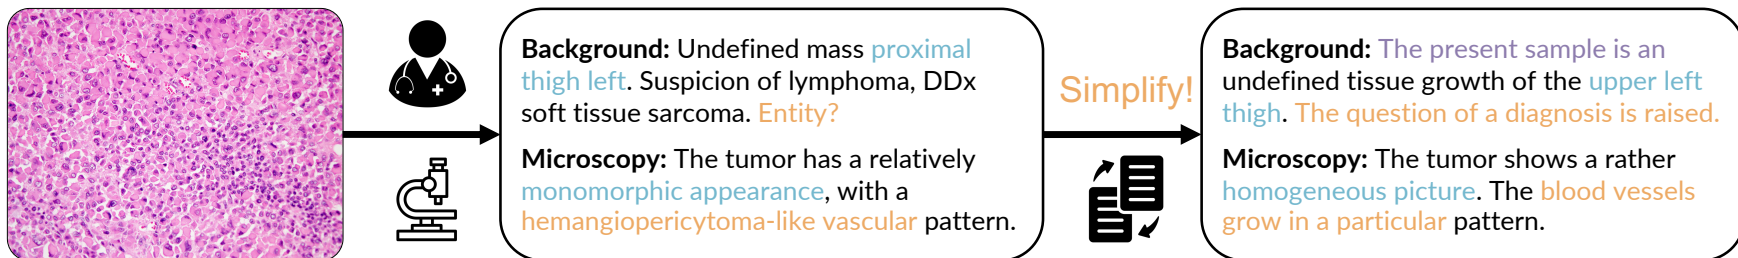 Background: Undefined mass proximal
thigh left. Suspicion of lymphoma, DDx
soft tissue sarcoma. Entity?
Microscopy: The tumor has a relatively
monomorphic appearance, with a
hemangiopericytoma-like vascular pattern.
Simplify!
Background: The present sample is an
undefined tissue growth of the upper left
thigh. The question of a diagnosis is raised.
Microscopy: The tumor shows a rather
homogeneous picture. The blood vessels
grow in a particular pattern.